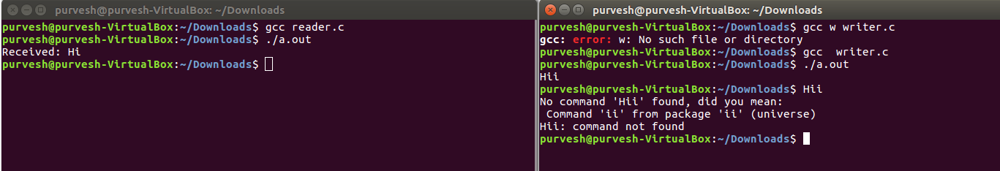 purvesh@purvesh-VirtualBox: ~/Downloads
purvesh@purvesh-VirtualBox:~/Downloads$ gcc reader.c
purvesh@purvesh-VirtualBox:~/Downloads$ ./a.out
Received: Hi
purvesh@purvesh-VirtualBox:~/Downloads$
purvesh@purvesh-VirtualBox: ~/Downloads
purvesh@purvesh-VirtualBox:~/Downloads$ gcc w writer.c
gcc: error: w: No such file or directory
purvesh@purvesh-VirtualBox:~/Downloads$ gcc  writer.c
purvesh@purvesh-VirtualBox:~/Downloads$ ./a.out
Hii
purvesh@purvesh-VirtualBox:~/Downloads$ Hii
No command 'Hii' found, did you mean:
 Command 'ii' from package 'ii' (universe)
Hii: command not found
purvesh@purvesh-VirtualBox:~/Downloads$